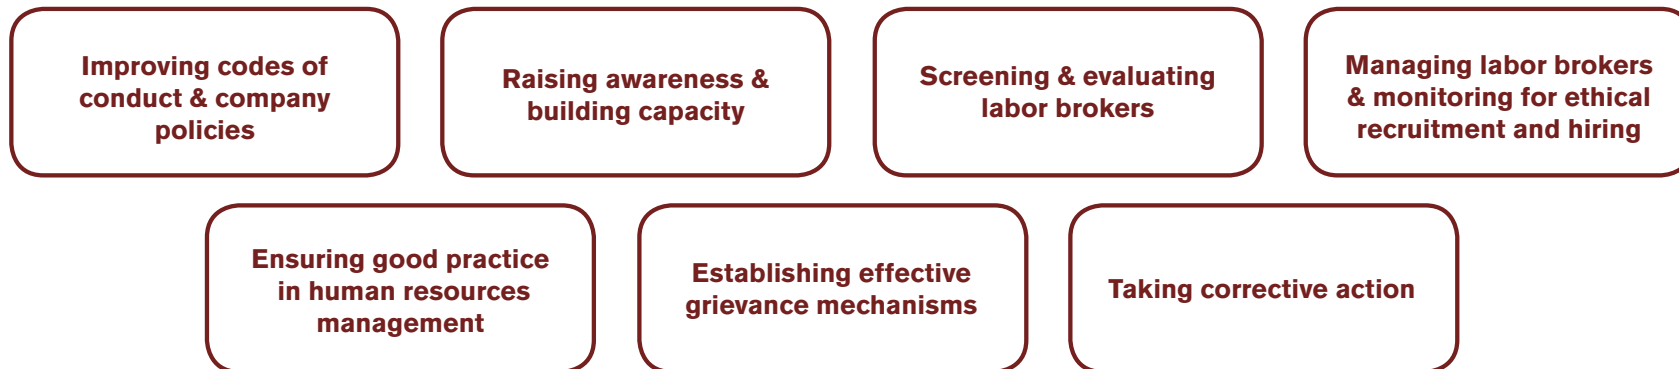 Improving codes of
conduct & company
policies
Raising awareness &
building capacity
Screening & evaluating
labor brokers
Managing labor brokers
& monitoring for ethical
recruitment and hiring
Ensuring good practice
in human resources
management
Establishing effective
grievance mechanisms
Taking corrective action